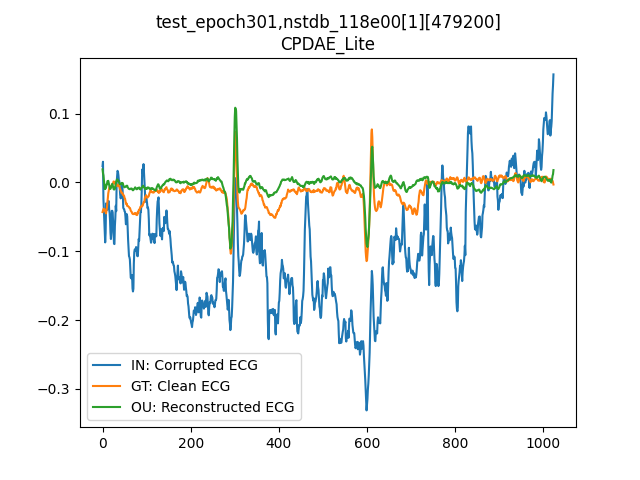 test_epoch301,nstdb_118e00[1][479200]
CPDAE_Lite
0.1
0.0
−0.1
−0.2
−0.3
IN: Corrupted ECG
GT: Clean ECG
OU: Reconstructed ECG
0 200 400 600 800 1000